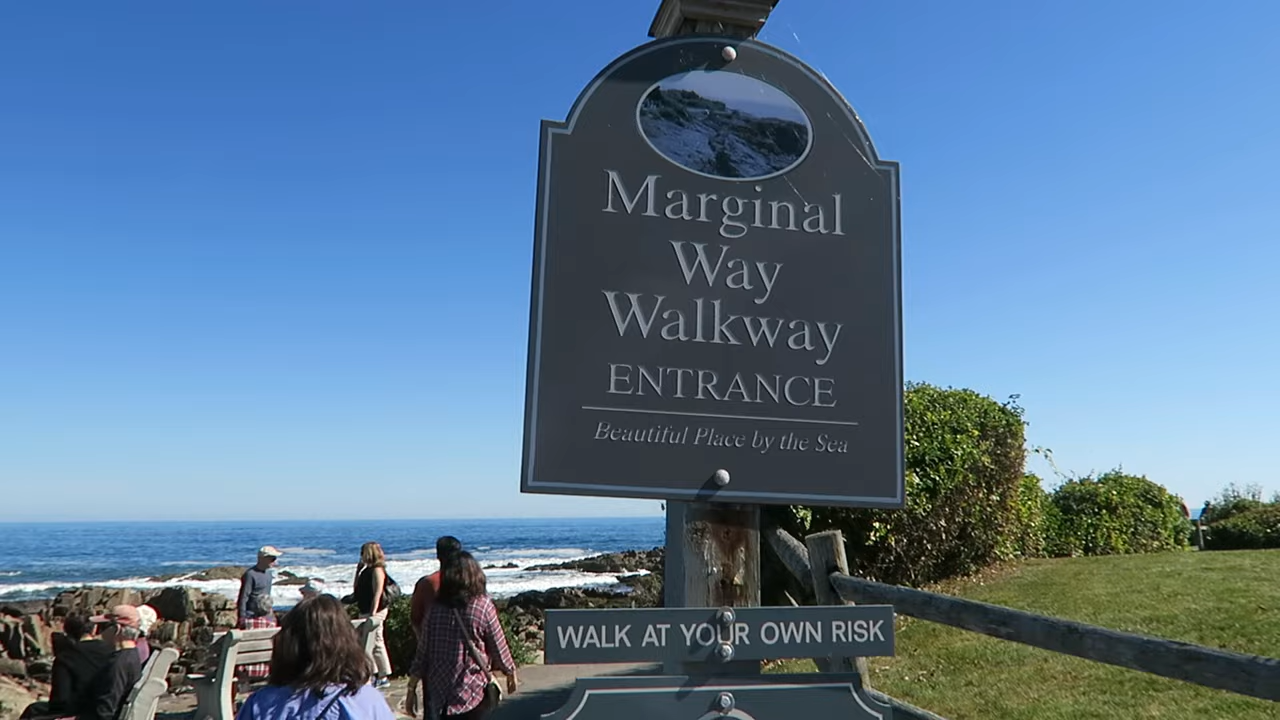 Marginal
Way
Walkway
ENTRANCE
Beautiful Place by the Sea
WALK AT YOUR OWN RISK